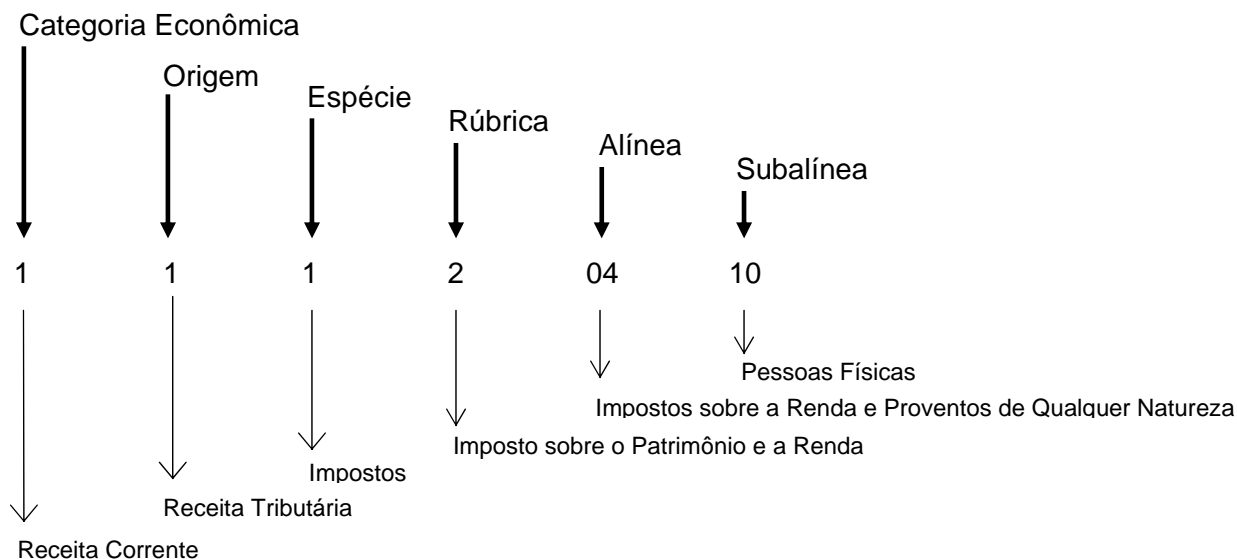 Categoria Econômica
Origem
Espécie
Rúbrica
Alínea
Subalínea
1 1 1 2 04 10
Pessoas Físicas
Impostos sobre a Renda e Proventos de Qualquer Natureza
Imposto sobre o Patrimônio e a Renda
Impostos
Receita Tributária
Receita Corrente